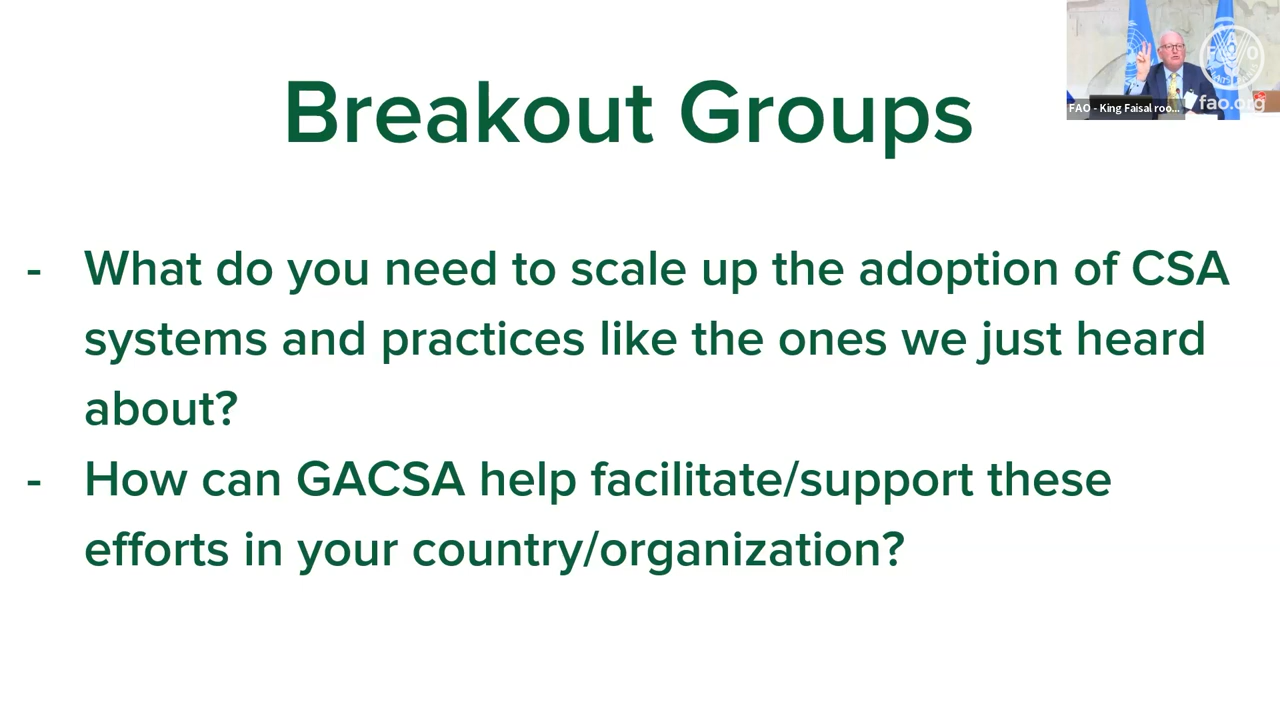 Breakout Groups
FAO - King Faisal roo...
FAO
fao.org
- What do you need to scale up the adoption of CSA
systems and practices like the ones we just heard
about?
- How can GACSA help facilitate/support these
efforts in your country/organization?